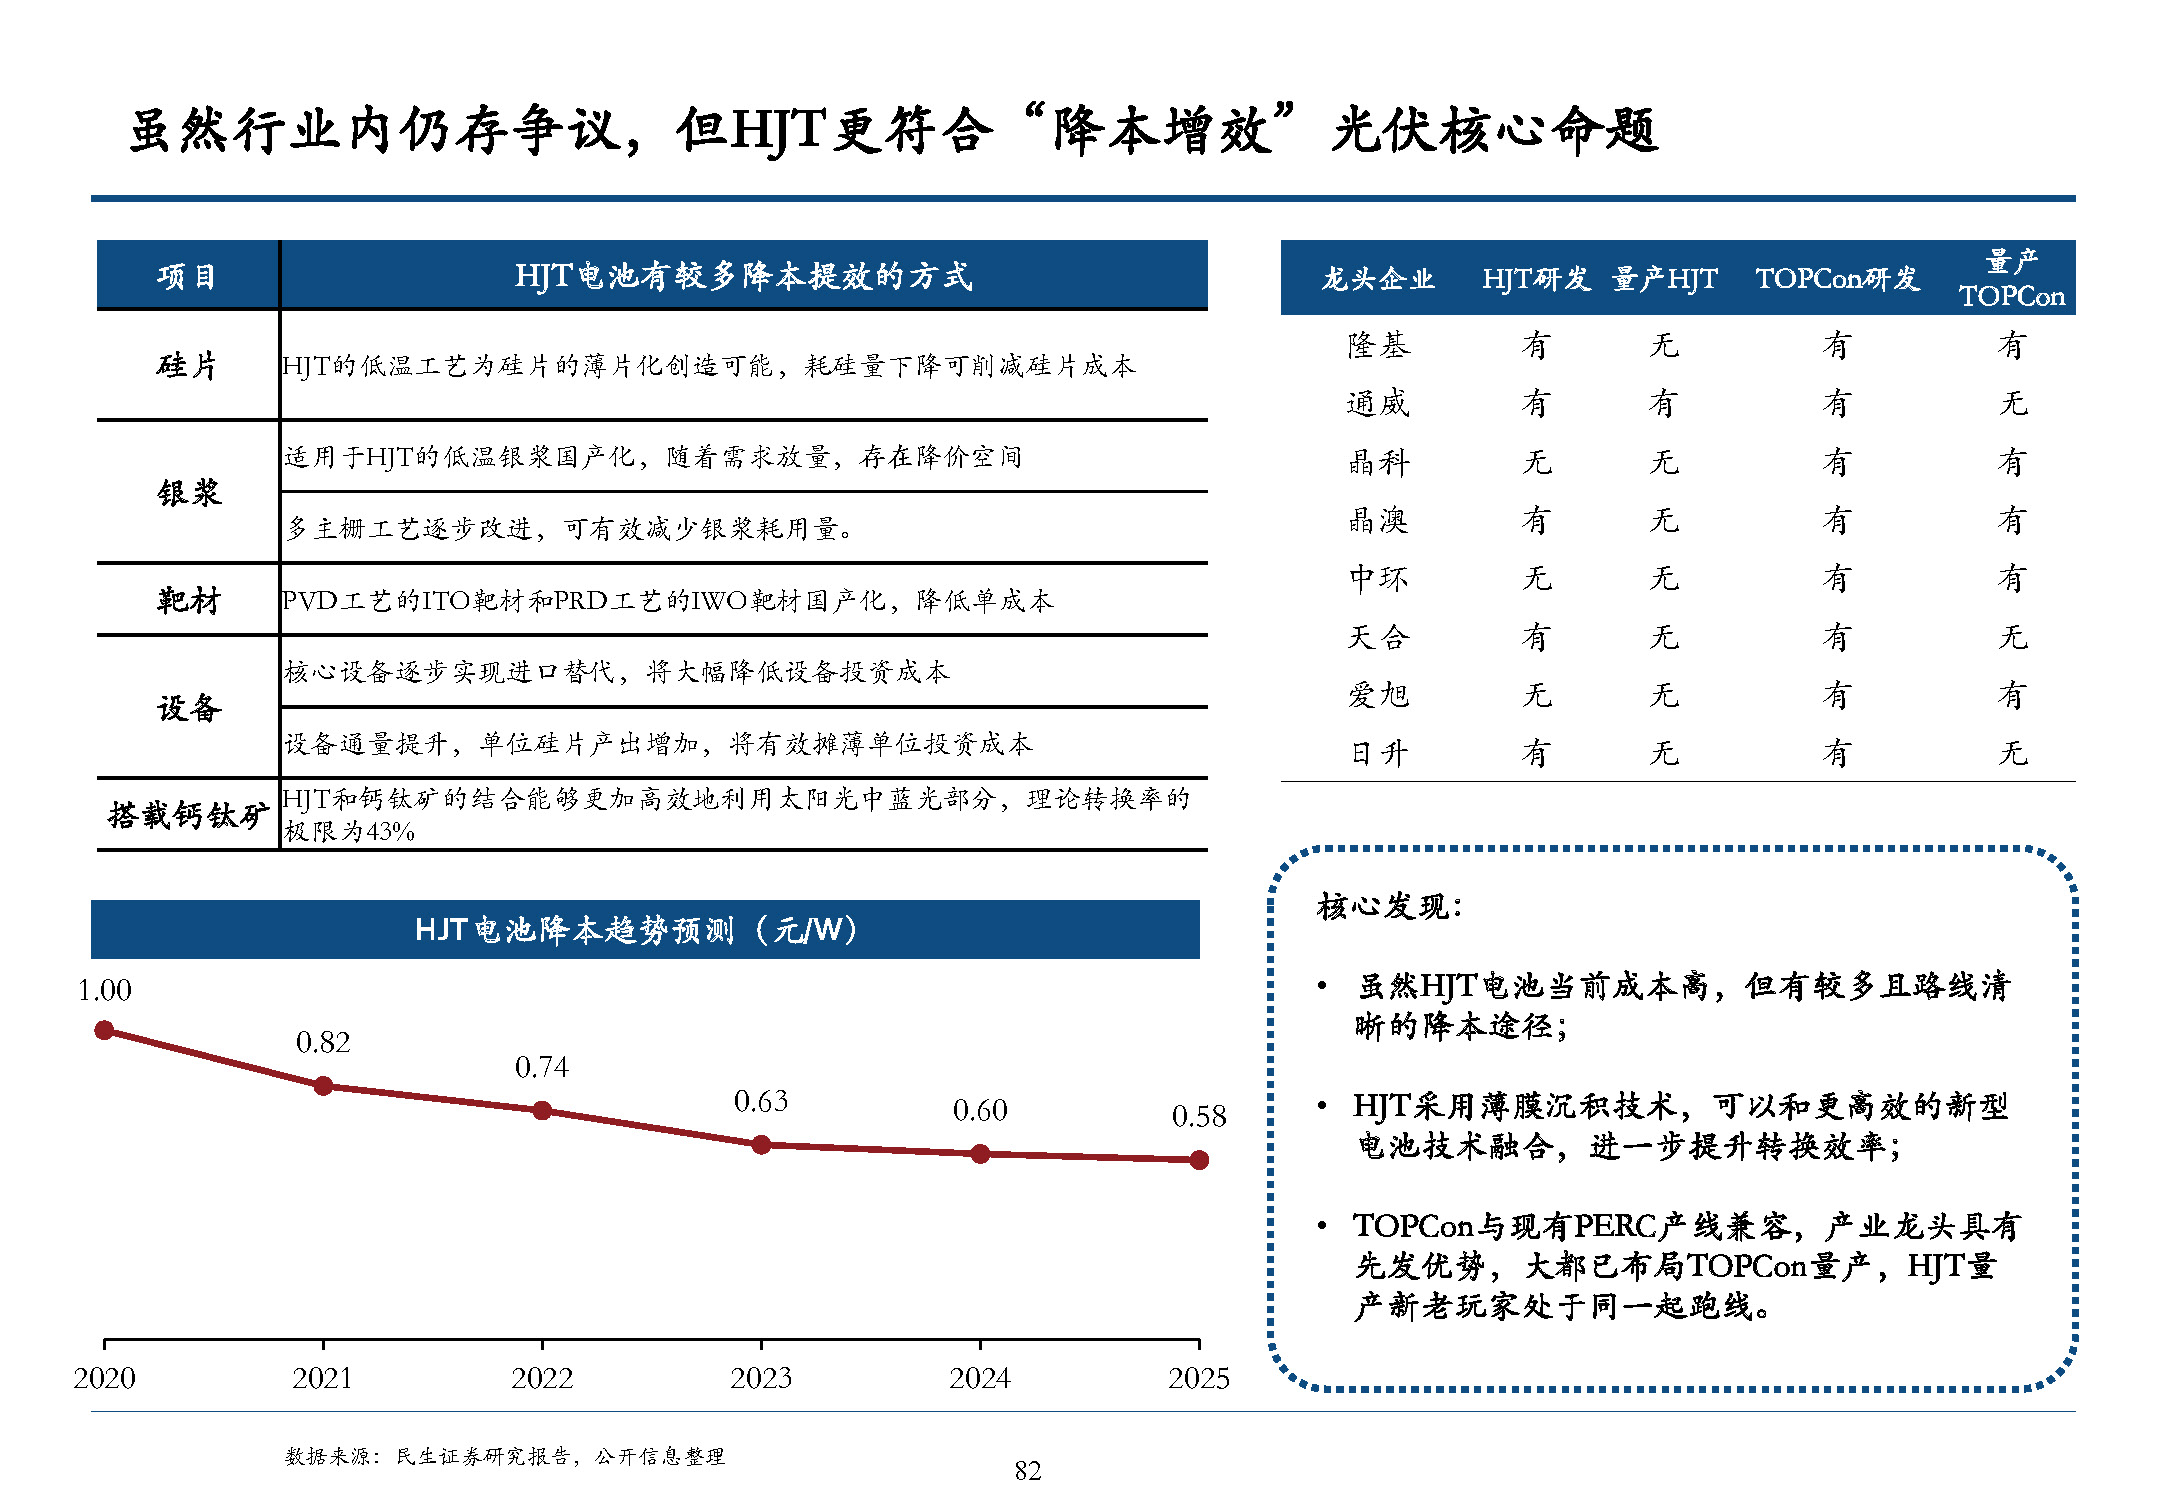 虽然行业内仍存争议，但HJT更符合“降本增效”光伏核心命题
项目 HJT电池有较多降本提效的方式
硅片 HJT的低温工艺为硅片的薄片化创造可能，耗硅量下降可削减硅片成本
银浆
适用于HJT的低温银浆国产化，随着需求放量，存在降价空间
多主栅工艺逐步改进，可有效减少银浆耗用量。
靶材 PVD工艺的ITO靶材和PRD工艺的IWO靶材国产化，降低单成本
设备
核心设备逐步实现进口替代，将大幅降低设备投资成本
设备通量提升，单位硅片产出增加，将有效摊薄单位投资成本
搭载钙钛矿
HJT和钙钛矿的结合能够更加高效地利用太阳光中蓝光部分，理论转换率的
极限为43%
龙头企业 HJT研发 量产HJT TOPCon研发 量产
TOPCon
隆基 有 无 有 有
通威 有 有 有 无
晶科 无 无 有 有
晶澳 有 无 有 有
中环 无 无 有 有
天合 有 无 有 无
爱旭 无 无 有 有
日升 有 无 有 无
HJT电池降本趋势预测（元/W）
1.00
0.82
0.74
0.63
0.60
0.58
2020 2021 2022 2023 2024 2025
核心发现：
• 虽然HJT电池当前成本高，但有较多且路线清
晰的降本途径；
• HJT采用薄膜沉积技术，可以和更高效的新型
电池技术融合，进一步提升转换效率；
• TOPCon与现有PERC产线兼容，产业龙头具有
先发优势，大都已布局TOPCon量产，HJT量
产新老玩家处于同一起跑线。
数据来源：民生证券研究报告，公开信息整理
82